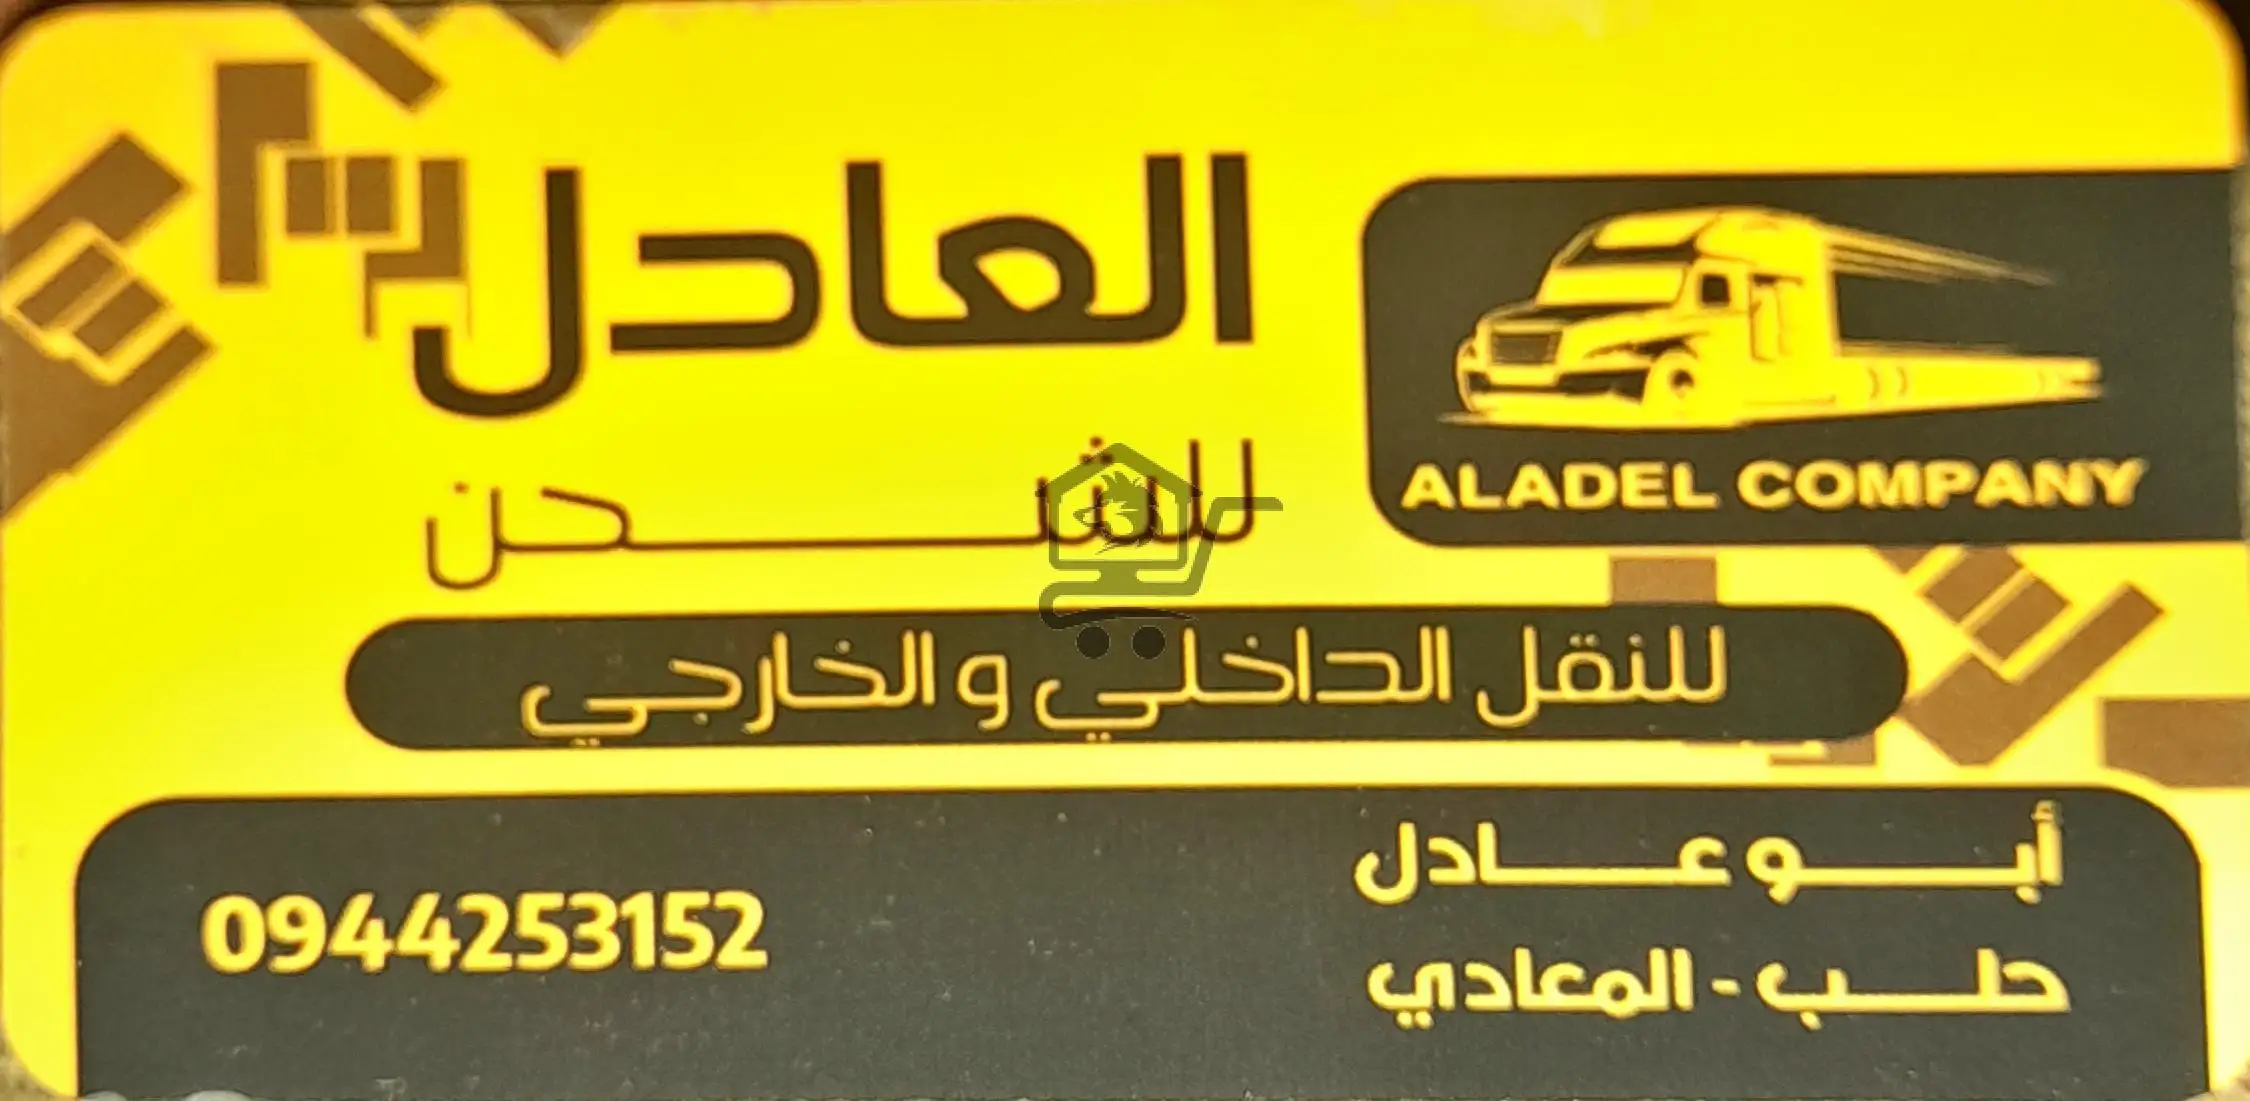 العادل
للشحن
ALADEL COMPANY
للنقل الداخلي و الخارجي
أبو عادل
حلب - المعادي
0944253152